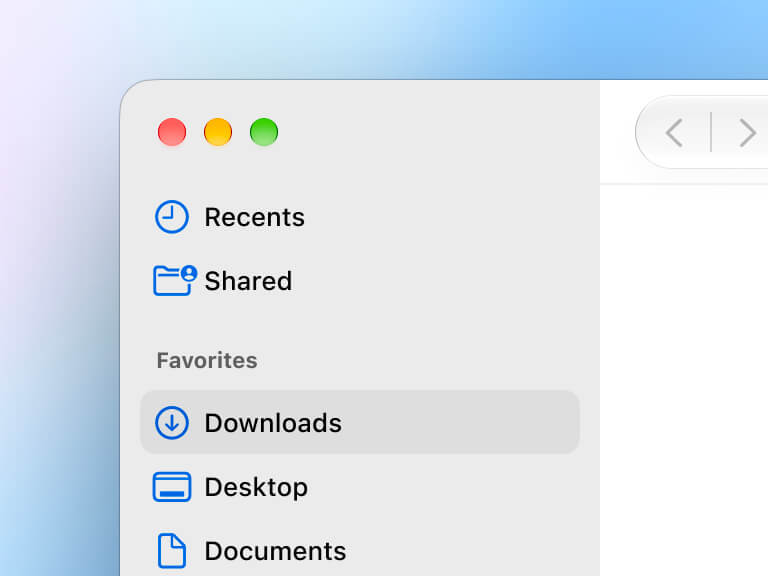 Recents
Shared
Favorites
Downloads
Desktop
Documents